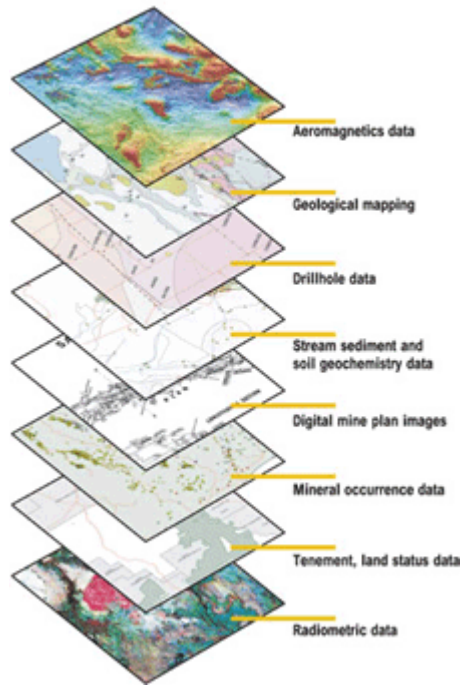 Aeromagnetics data
Geological mapping
Drillhole data
Stream sediment and
soil geochemistry data
Digital mine plan images
Mineral occurrence data
Tenement, land status data
Radiometric data